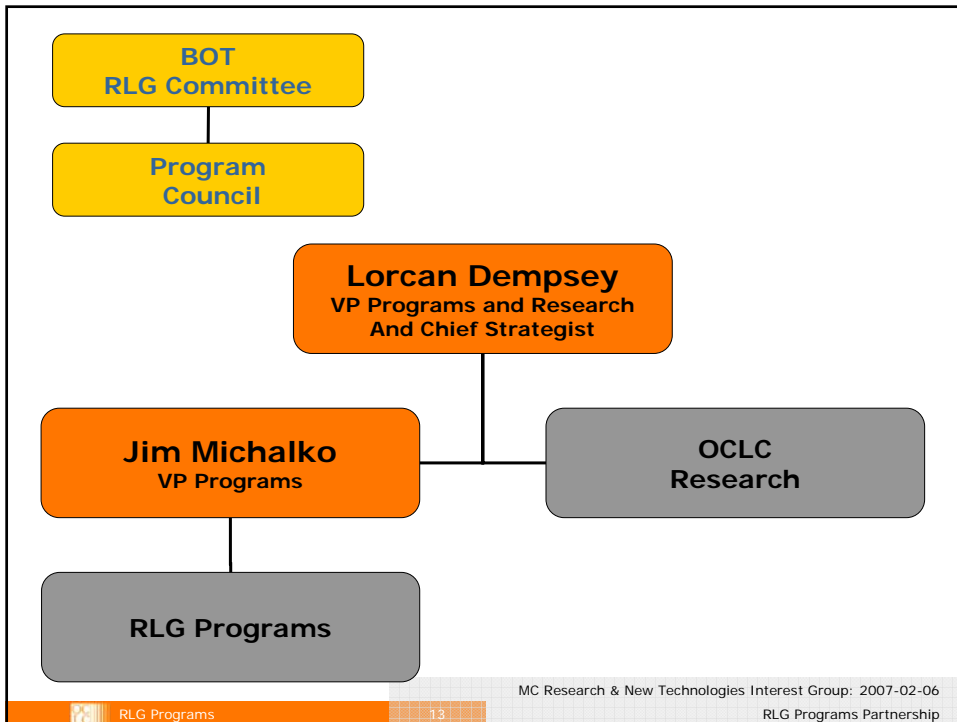 BOT
RLG Committee
Program
Council
Lorcan Dempsey
VP Programs and Research
And Chief Strategist
Jim Michalko
VP Programs
OCLC
Research
RLG Programs
MC Research & New Technologies Interest Group: 2007-02-06
RLG Programs
13
RLG Programs Partnership